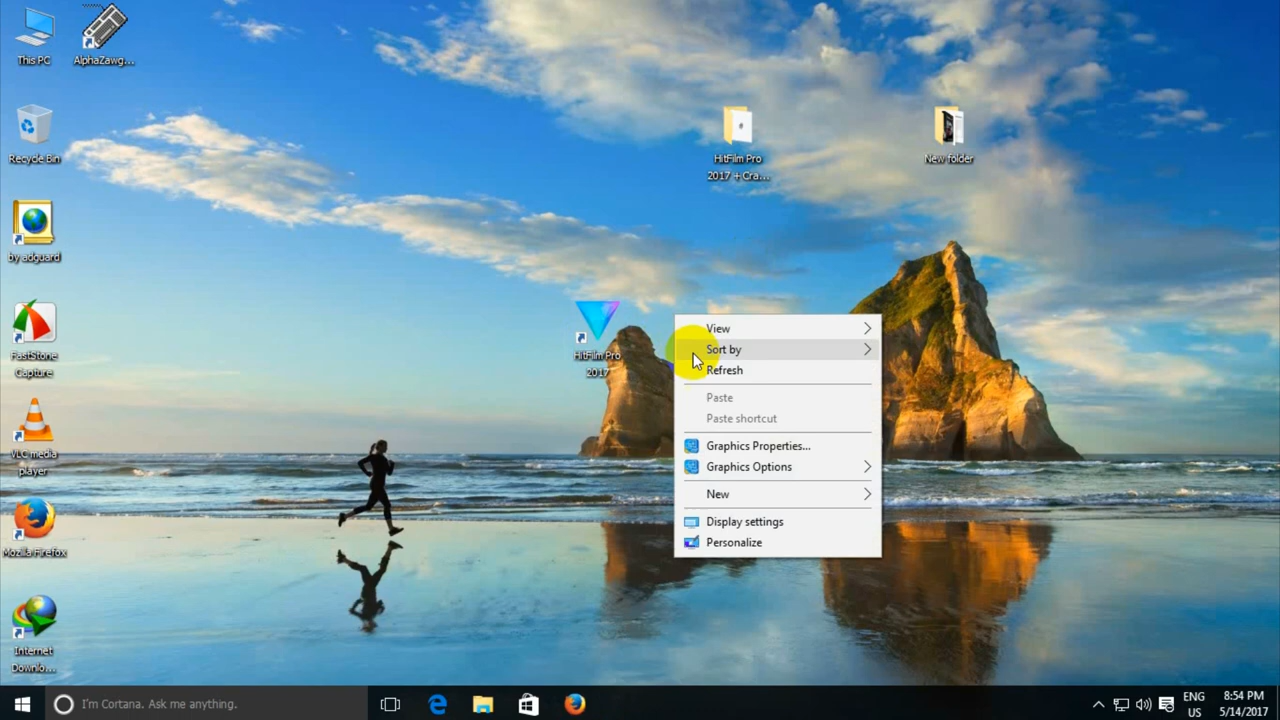 This PC
AlphaZawg...
Recycle Bin
by adguard
FastStone
Capture
VLC media
player
Mozilla Firefox
Internet
Downlo...
HitFilm Pro
2017 + Cra...
New folder
HitFilm Pro
2017
View
Sort by
Refresh
Paste
Paste shortcut
Graphics Properties...
Graphics Options
New
Display settings
Personalize
I'm Cortana. Ask me anything.
ENG
US
8:54 PM
5/14/2017